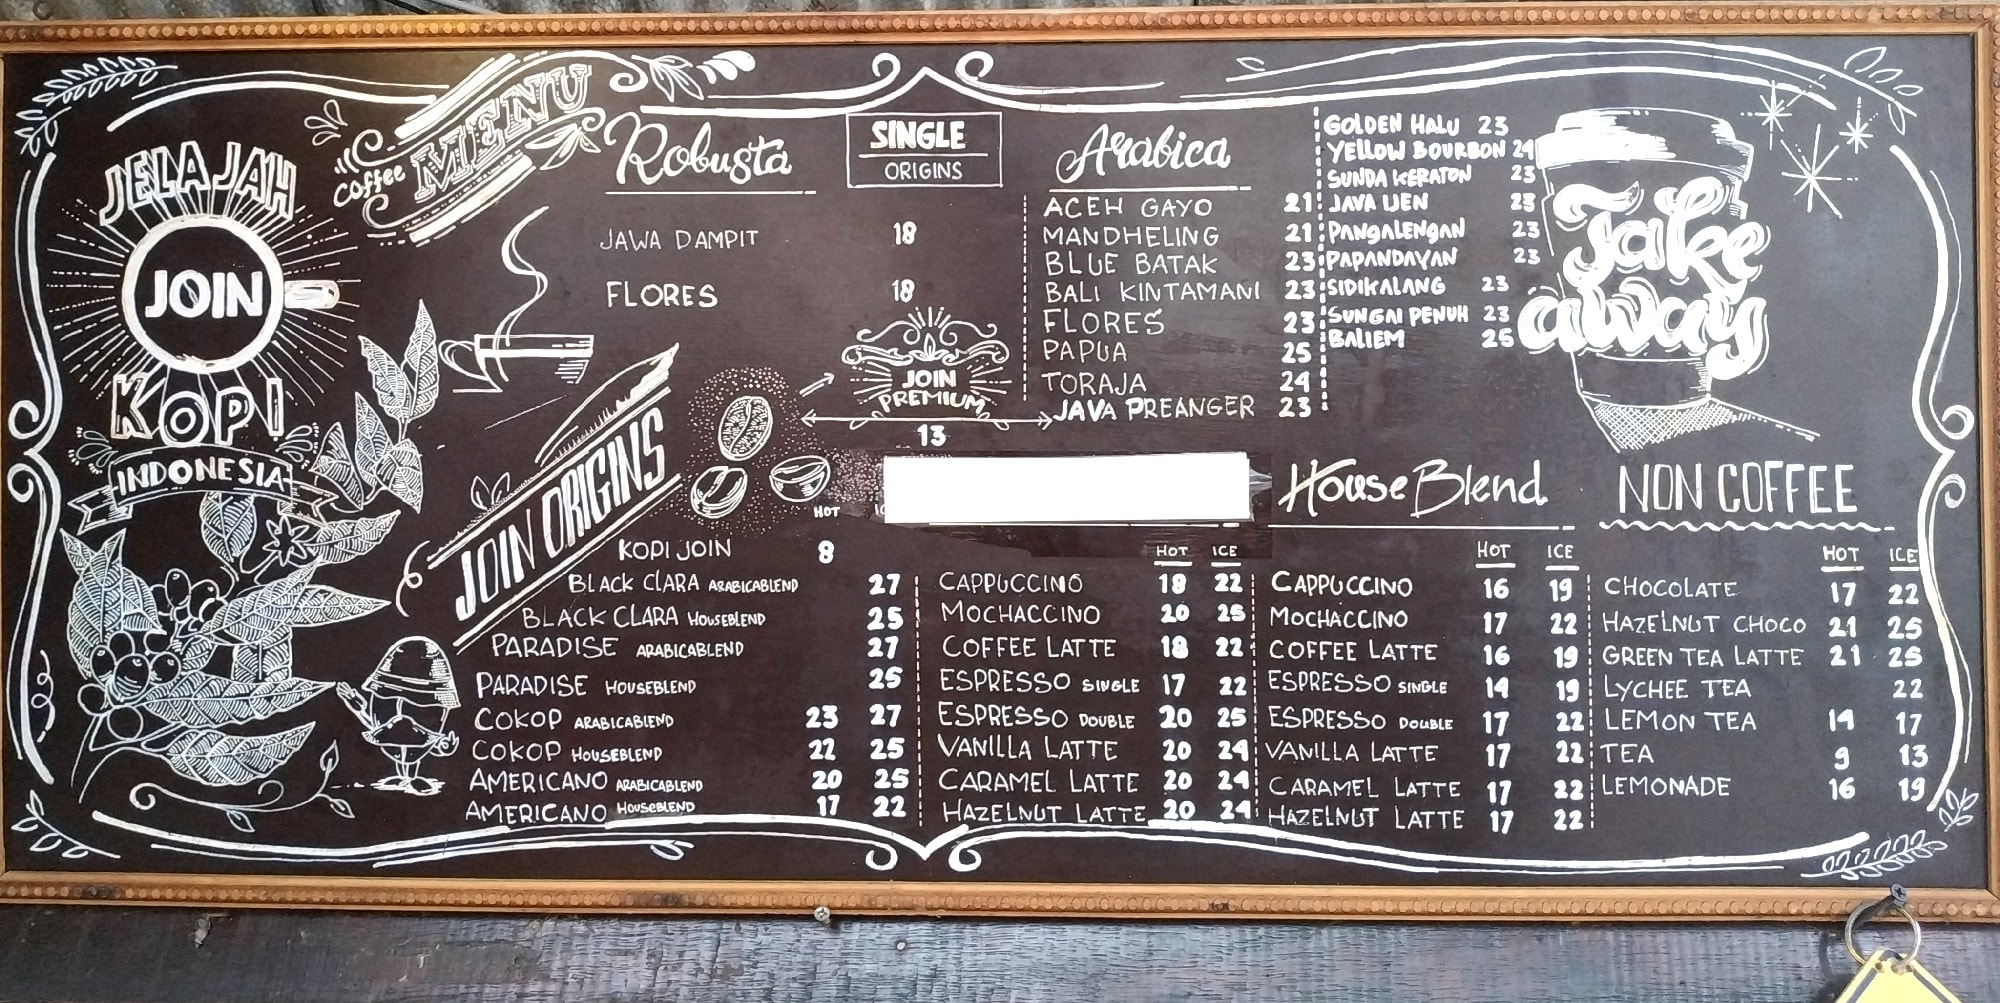 JELAJAH
JOIN
KOPI
INDONESIA
Coffee
MENU
Robusta
JAWA DAMPIT 18
FLORES 18
SINGLE
ORIGINS
Arabica
ACEH GAYO 21
MANDHELING 21
BLUE BATAK 23
BALI KINTAMANI 23
FLORES 23
PAPUA 25
TORAJA 24
JAVA PREANGER 23
GOLDEN HALU 23
YELLOW BOURBON 24
SUNDA KERATON 23
JAVA IJEN 23
PANGALENGAN 23
PAPANDAYAN 23
SIDIKALANG 23
SUNGAI PENUH 23
BALIEM 25
Take
away
JOIN
PREMIUM
13
JOIN ORIGINS
HOT
KOPI JOIN 8
BLACK CLARA ARABICABLEND 27
BLACK CLARA HOUSEBLEND 25
PARADISE ARABICABLEND 27
PARADISE HOUSEBLEND 25
COKOP ARABICABLEND 23 27
COKOP HOUSEBLEND 22 25
AMERICANO ARABICABLEND 20 25
AMERICANO HOUSEBLEND 17 22
HOT ICE
CAPPUCCINO 18 22
MOCHACCINO 20 25
COFFEE LATTE 18 22
ESPRESSO SINGLE 17 22
ESPRESSO DOUBLE 20 25
VANILLA LATTE 20 24
CARAMEL LATTE 20 24
HAZELNUT LATTE 20 24
House Blend
HOT ICE
CAPPUCCINO 16 19
MOCHACCINO 17 22
COFFEE LATTE 16 19
ESPRESSO SINGLE 14 19
ESPRESSO DOUBLE 17 22
VANILLA LATTE 17 22
CARAMEL LATTE 17 22
HAZELNUT LATTE 17 22
NON COFFEE
HOT ICE
CHOCOLATE 17 22
HAZELNUT CHOCO 21 25
GREEN TEA LATTE 21 25
LYCHEE TEA 22
LEMON TEA 14 17
TEA 9 13
LEMONADE 16 19